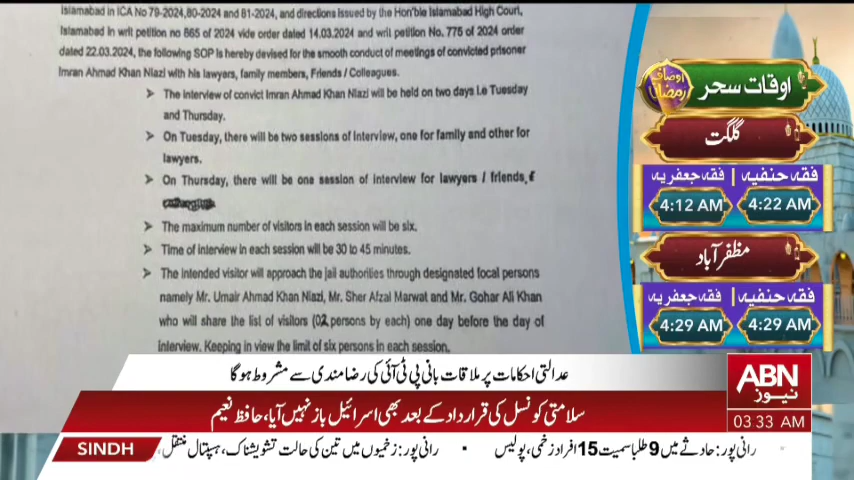 Islamabad in ICA No 79-2024,80-2024 and 81-2024, and directions issued by the Hon'ble Islamabad High Court,
Islamabad in writ petition no 865 of 2024 vide order dated 14.03.2024 and writ petition No. 775 of 2024 order
dated 22.03.2024, the following SOP is hereby devised for the smooth conduct of meetings of convicted prisoner
Imran Ahmad Khan Niazi with his lawyers, family members, Friends / Colleagues.
➤ The interview of convict Imran Ahmad Khan Niazi will be held on two days i.e Tuesday
and Thursday.
➤ On Tuesday, there will be two sessions of interview, one for family and other for
lawyers.
➤ On Thursday, there will be one session of interview for lawyers / friends,
➤ The maximum number of visitors in each session will be six.
➤ Time of interview in each session will be 30 to 45 minutes.
➤ The intended visitor will approach the jail authorities through designated focal persons
namely Mr. Umair Ahmad Khan Niazi, Mr. Sher Afzal Marwat and Mr. Gohar Ali Khan
who will share the list of visitors (02 persons by each) one day before the day of
interview. Keeping in view the limit of six persons in each session.
اوصاف رمضان
اوقات سحر
گلگت
فقہ حنفیہ | فقہ جعفریہ
4:12 AM 4:22 AM
مظفرآباد
فقہ حنفیہ | فقہ جعفریہ
4:29 AM 4:29 AM
عدالتی احکامات پر ملاقات بانی پی ٹی آئی کی رضامندی سے مشروط ہوگا
سلامتی کونسل کی قرارداد کے بعد بھی اسرائیل باز نہیں آیا، حافظ نعیم
ABN
نیوز
03:33 AM
SINDH
رانی پور: حادثے میں 9 طلبا سمیت 15 افراد زخمی، پولیس • رانی پور: زخمیوں میں تین کی حالت تشویشناک، ہسپتال منتقل،